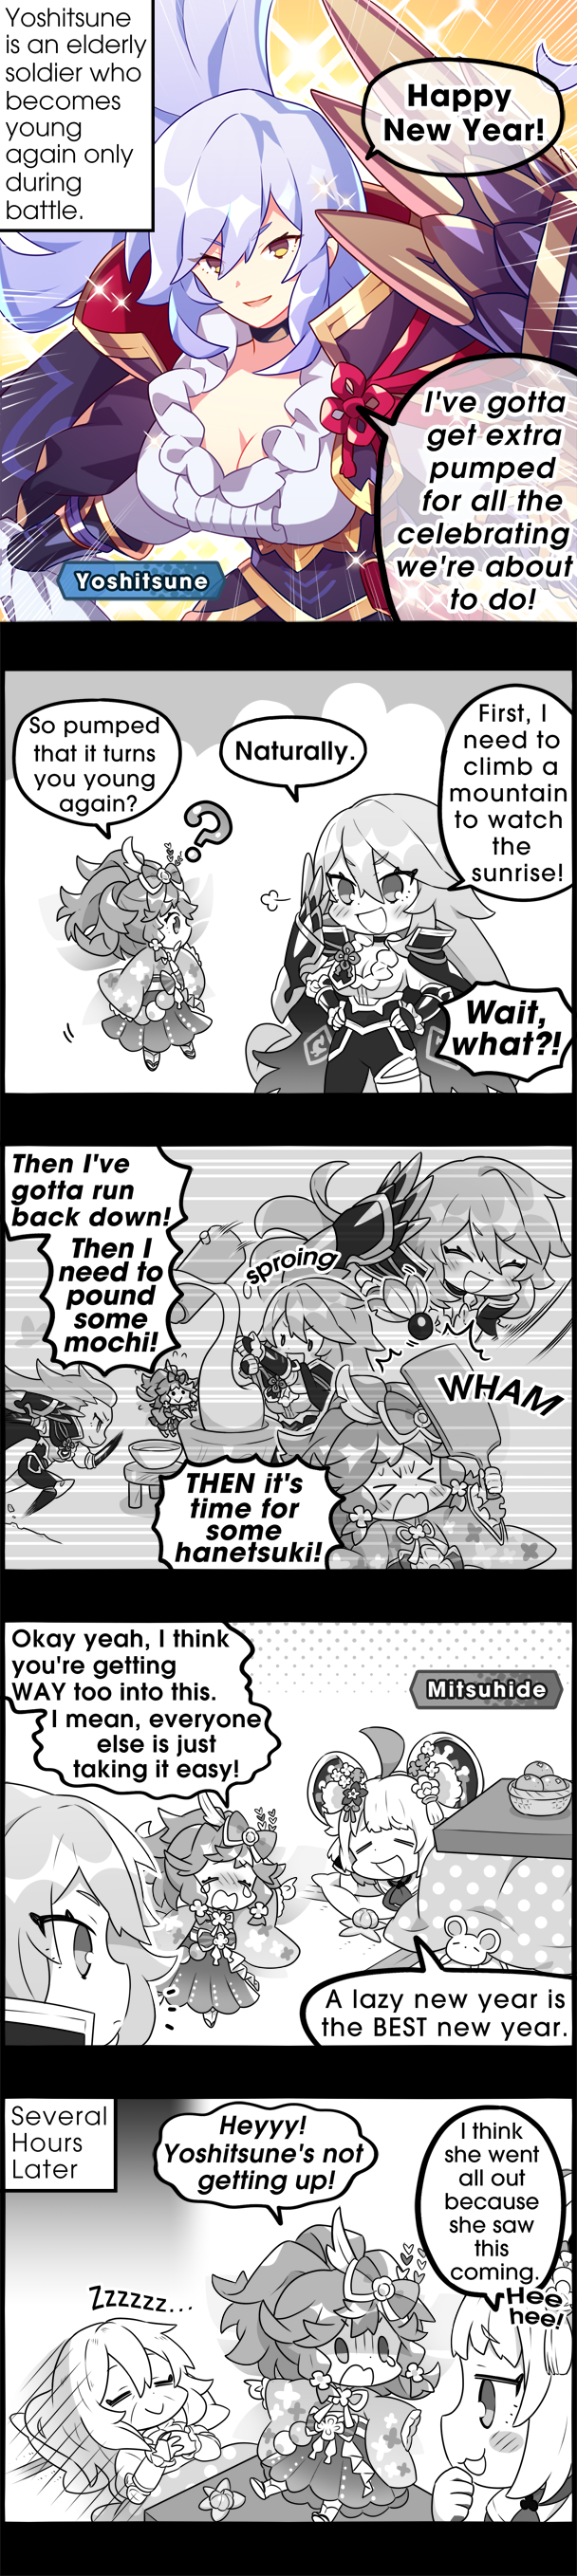 Yoshitsune
is an elderly
soldier who
becomes
young
again only
during
battle.
Happy
New Year!
I've gotta
get extra
pumped
for all the
celebrating
we're about
to do!
Yoshitsune
So pumped
that it turns
you young
again?
?
Naturally.
First, I
need to
climb a
mountain
to watch
the
sunrise!
Wait,
what?!
Then I've
gotta run
back down!
Then I
need to
pound
some
mochi!
sproing
WHAM
THEN it's
time for
some
hanetsuki!
Okay yeah, I think
you're getting
WAY too into this.
I mean, everyone
else is just
taking it easy!
Mitsuhide
A lazy new year is
the BEST new year.
Several
Hours
Later
Heyyy!
Yoshitsune's not
getting up!
I think
she went
all out
because
she saw
this
coming.
Hee
hee!
Zzzzzz...